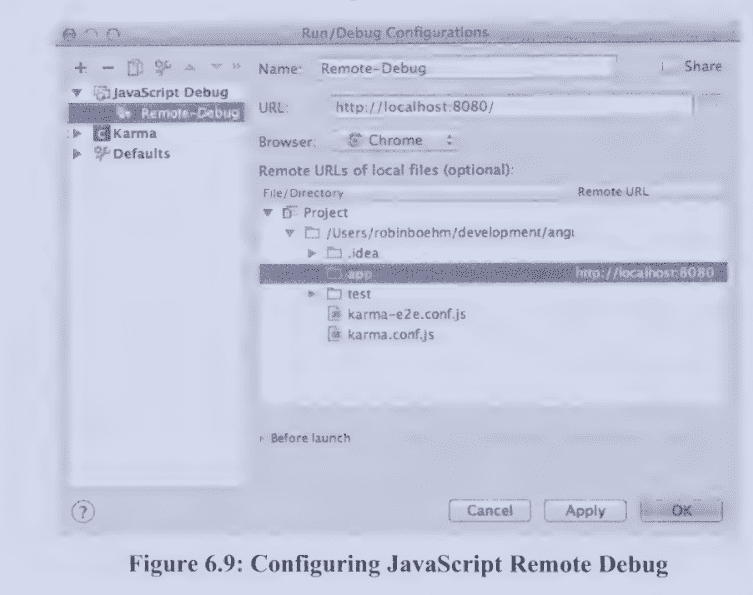 Run/Debug Configurations
Name: Remote-Debug
Share
JavaScript Debug
Remote-Debug
Karma
Defaults
URL: http://localhost:8080/
Browser: Chrome
Remote URLs of local files (optional):
File/Directory Remote URL
Project
/Users/robinboehm/development/angu
.idea
app http://localhost:8080
test
karma-e2e.conf.js
karma.conf.js
Before launch
? Cancel Apply OK
Figure 6.9: Configuring JavaScript Remote Debug